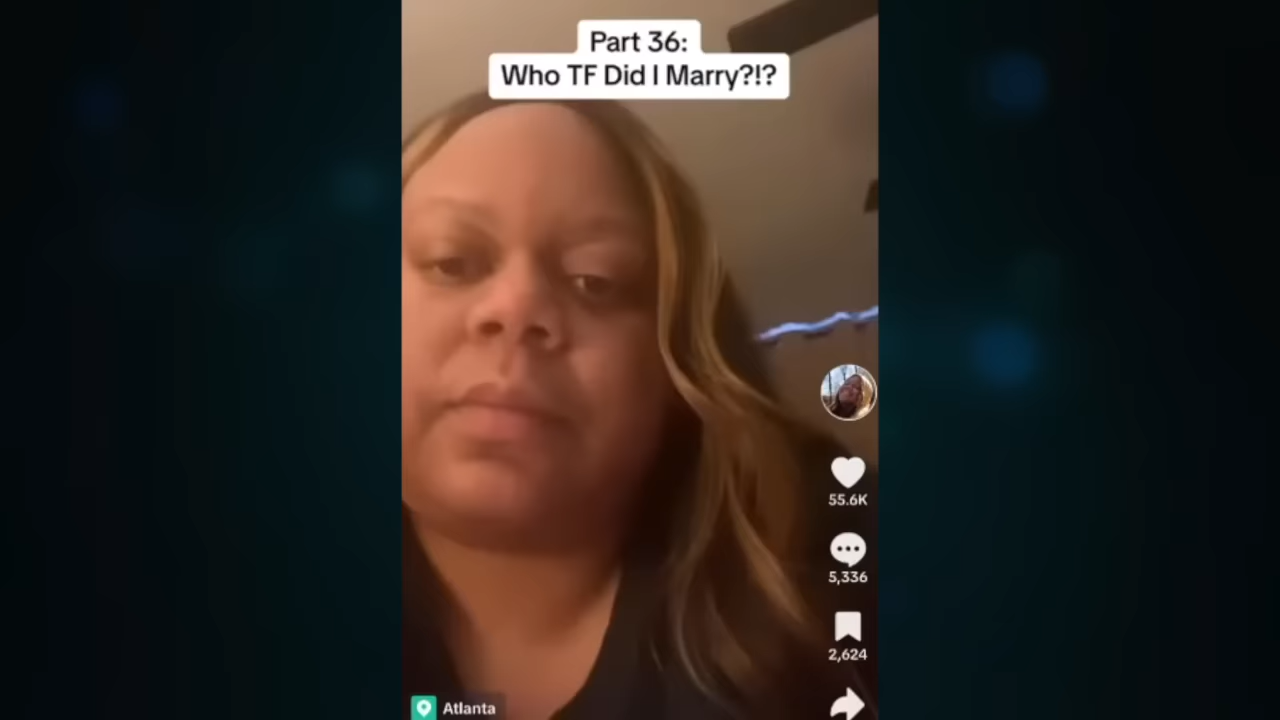 Part 36:
Who TF Did I Marry?!?
55.6K
5,336
2,624
Atlanta